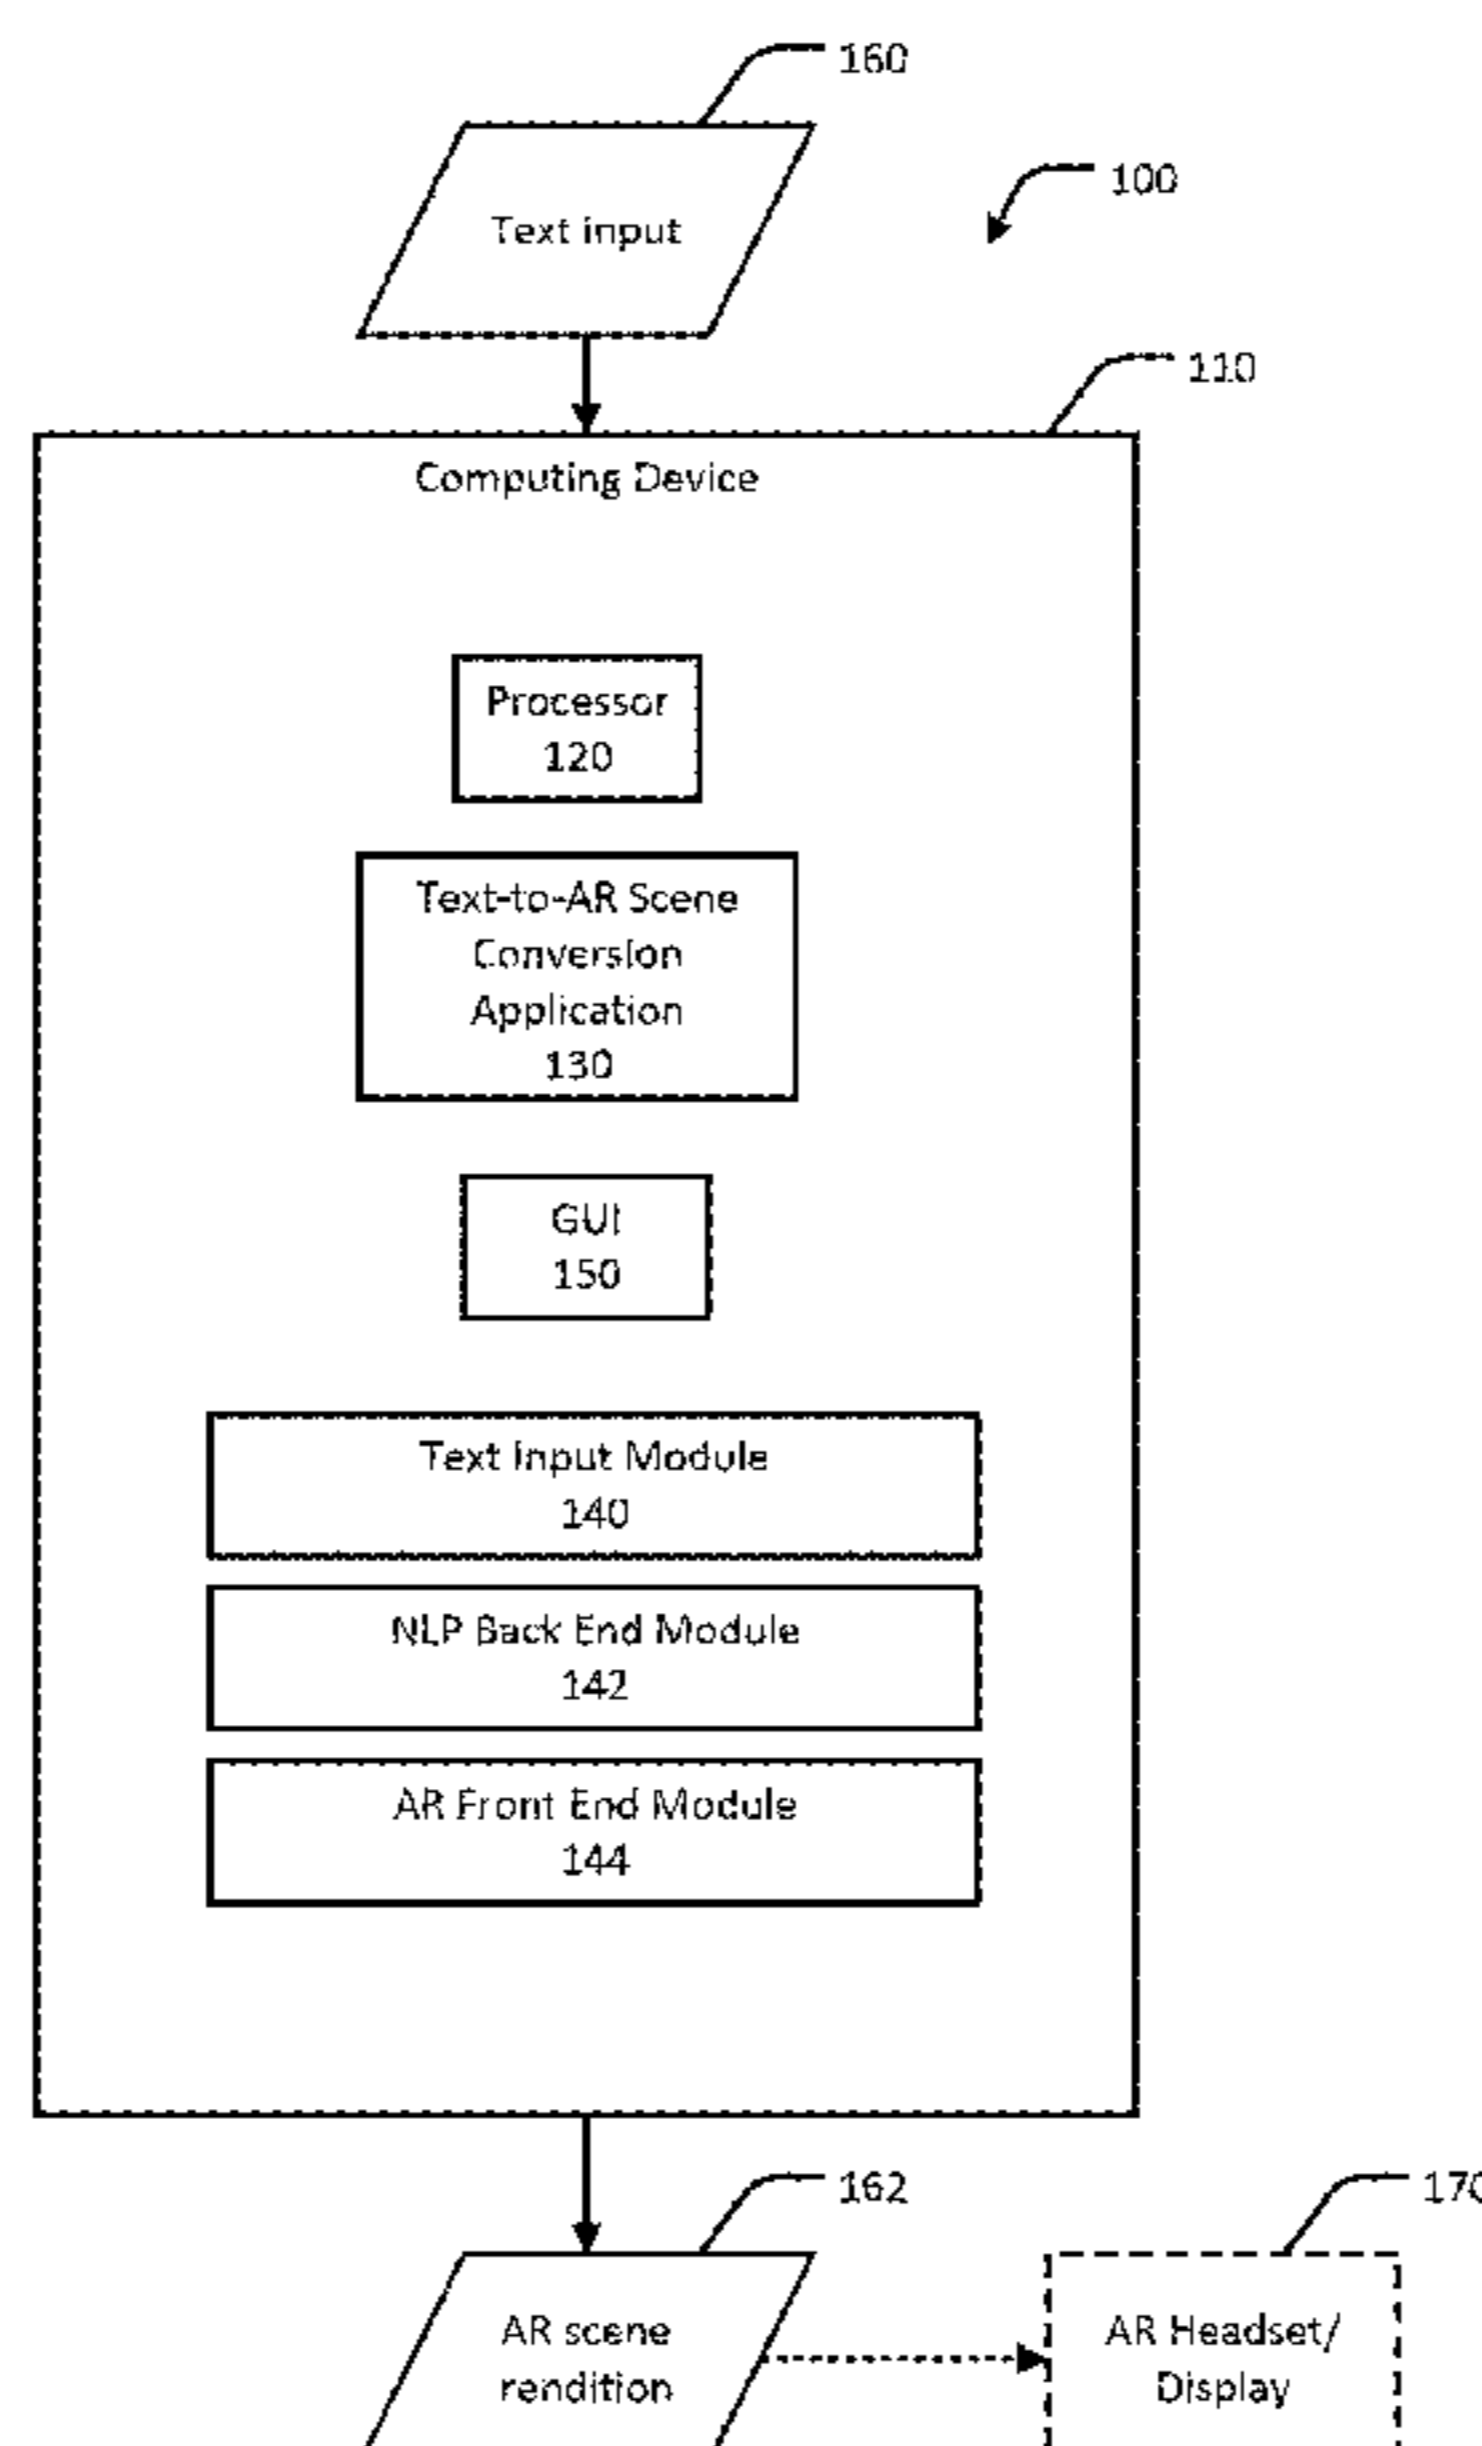 160
100
Text input
110
Computing Device
Processor
120
Text-to-AR Scene
Conversion
Application
130
GUI
150
Text Input Module
140
NLP Back End Module
142
AR Front End Module
144
162
170
AR scene
rendition
AR Headset/
Display